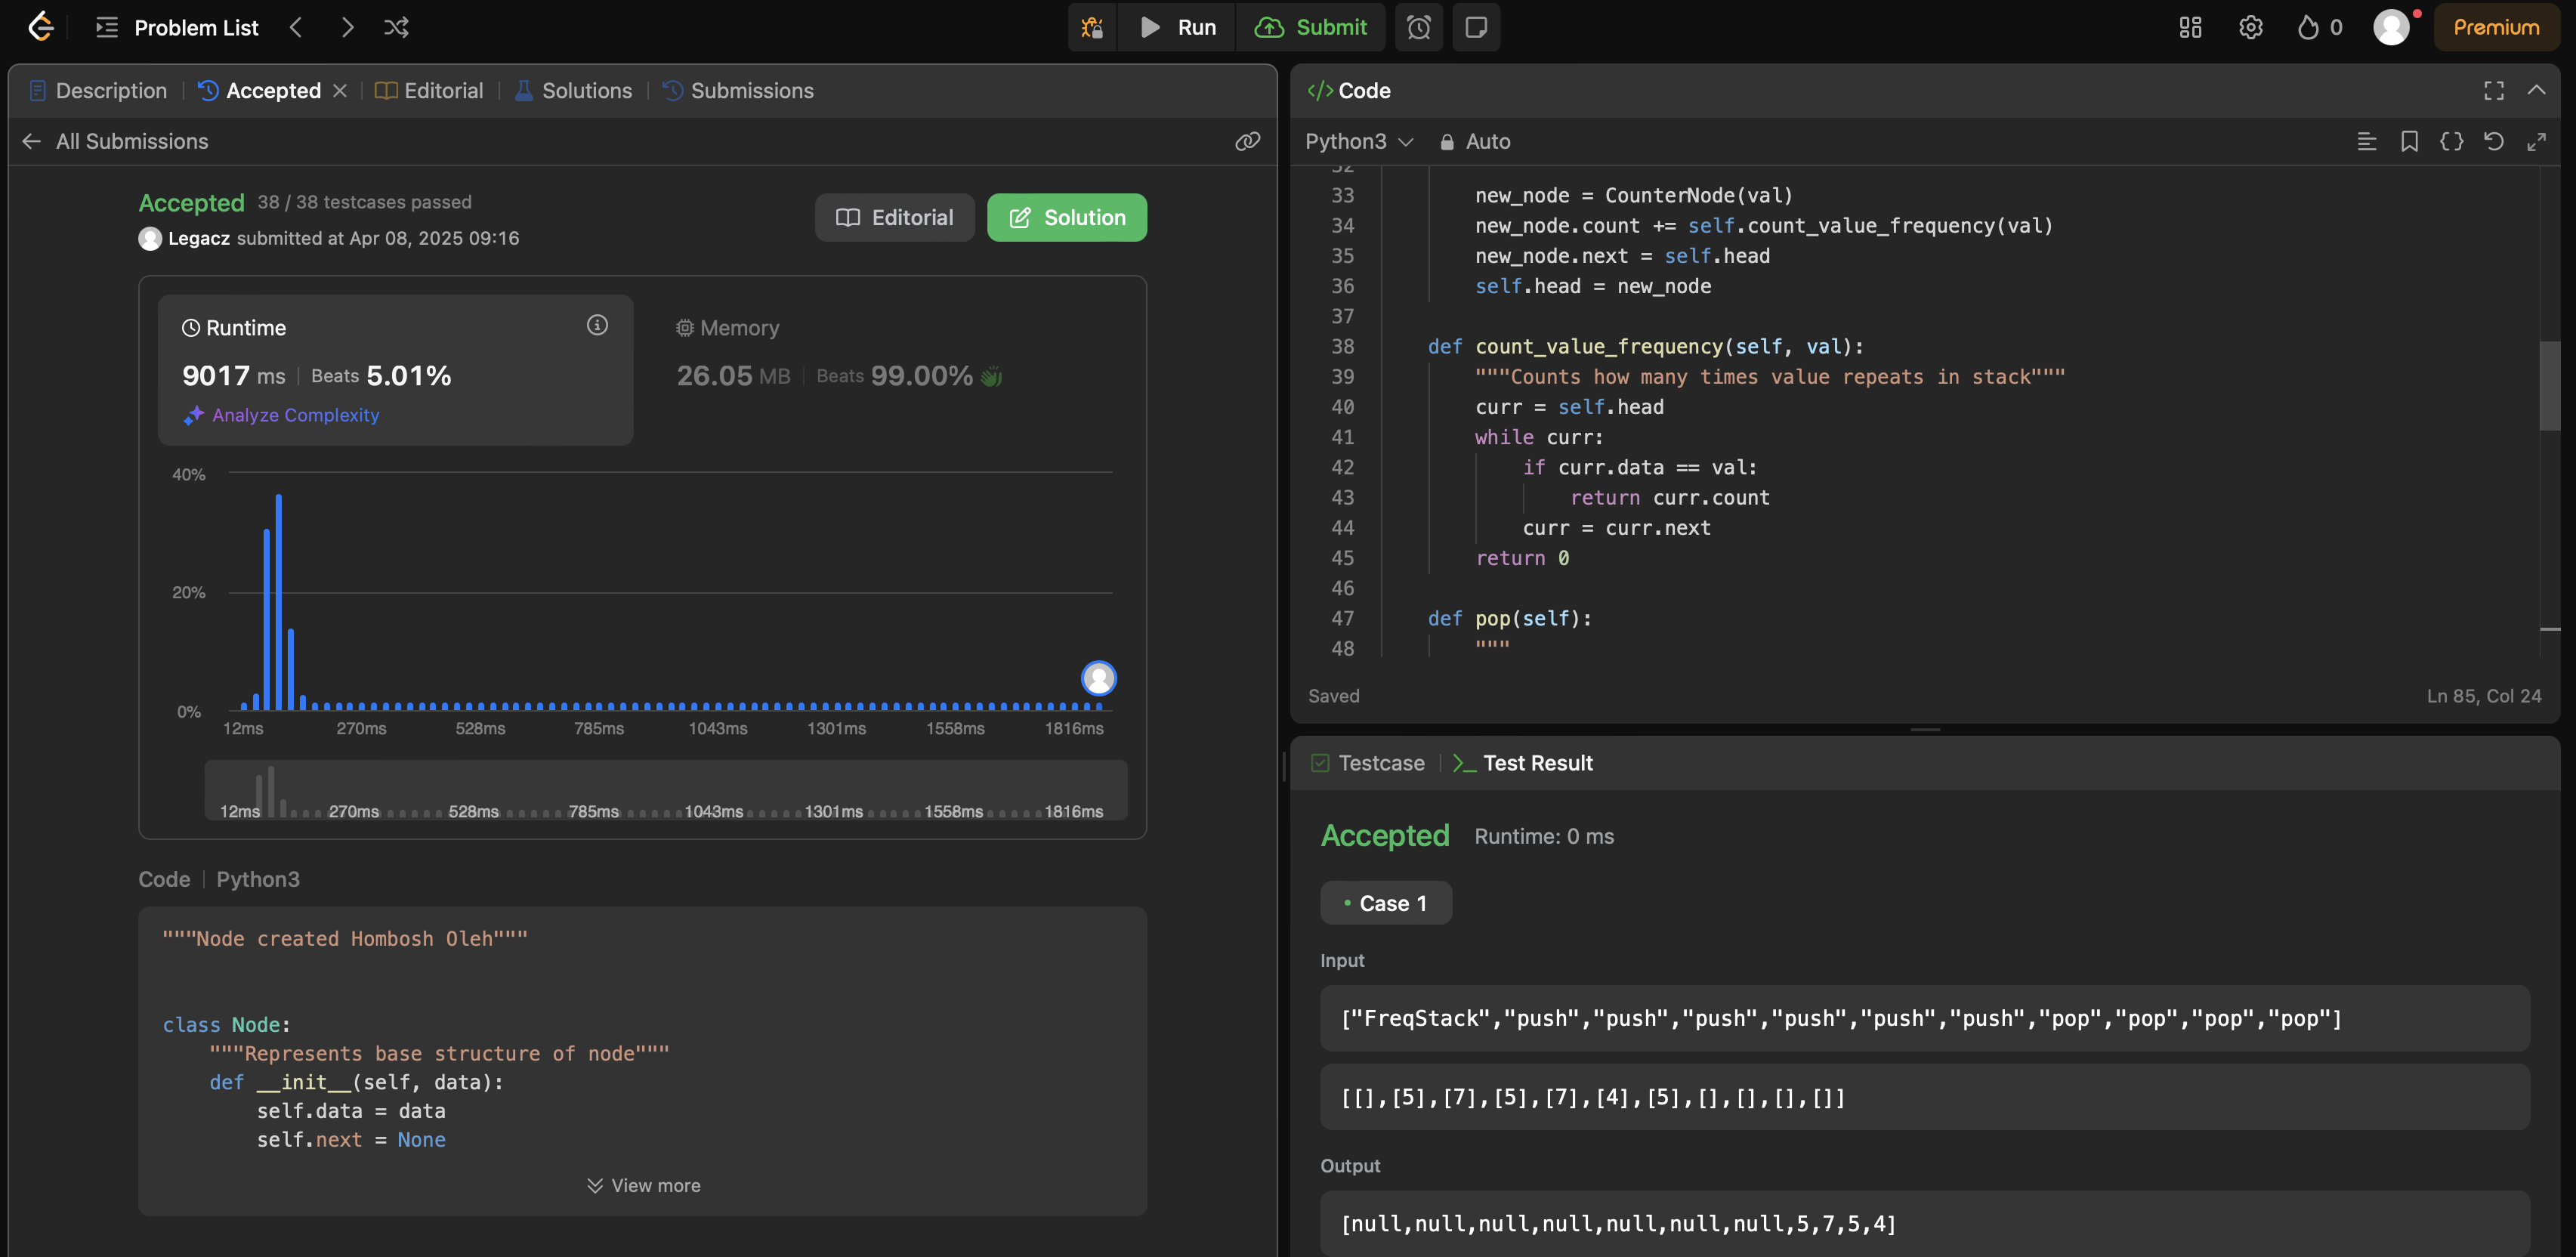 Problem List
Run
Submit
0
Premium
Description
Accepted
Editorial
Solutions
Submissions
All Submissions
Accepted 38 / 38 testcases passed
Legacz submitted at Apr 08, 2025 09:16
Editorial
Solution
Runtime
9017 ms | Beats 5.01%
Analyze Complexity
Memory
26.05 MB | Beats 99.00%
40%
20%
0%
12ms 270ms 528ms 785ms 1043ms 1301ms 1558ms 1816ms
12ms 270ms 528ms 785ms 1043ms 1301ms 1558ms 1816ms
Code | Python3
"""Node created Hombosh Oleh"""
class Node:
    """Represents base structure of node"""
    def __init__(self, data):
        self.data = data
        self.next = None
View more
</> Code
Python3
Auto
32
33 new_node = CounterNode(val)
34 new_node.count += self.count_value_frequency(val)
35 new_node.next = self.head
36 self.head = new_node
37
38 def count_value_frequency(self, val):
39 """Counts how many times value repeats in stack"""
40 curr = self.head
41 while curr:
42 if curr.data == val:
43 return curr.count
44 curr = curr.next
45 return 0
46
47 def pop(self):
48 """
Saved
Ln 85, Col 24
Testcase
Test Result
Accepted Runtime: 0 ms
• Case 1
Input
["FreqStack","push","push","push","push","push","push","pop","pop","pop","pop"]
[[],[5],[7],[5],[7],[4],[5],[],[],[],[]]
Output
[null,null,null,null,null,null,null,5,7,5,4]